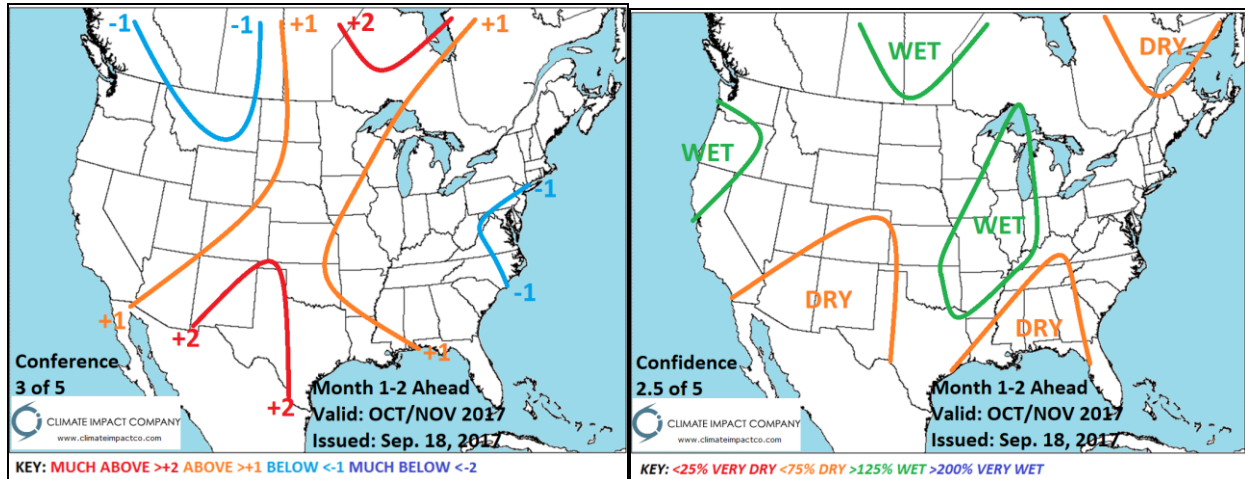 -1
-1
+1
+2
+1
-1
-1
+1
+2
+2
+1
Conference
3 of 5
Month 1-2 Ahead
Valid: OCT/NOV 2017
Issued: Sep. 18, 2017
CLIMATE IMPACT COMPANY
www.climateimpactco.com
KEY: MUCH ABOVE >+2 ABOVE >+1 BELOW <-1 MUCH BELOW <-2
WET
DRY
WET
WET
DRY
DRY
Confidence
2.5 of 5
Month 1-2 Ahead
Valid: OCT/NOV 2017
Issued: Sep. 18, 2017
CLIMATE IMPACT COMPANY
www.climateimpactco.com
KEY: <25% VERY DRY <75% DRY >125% WET >200% VERY WET